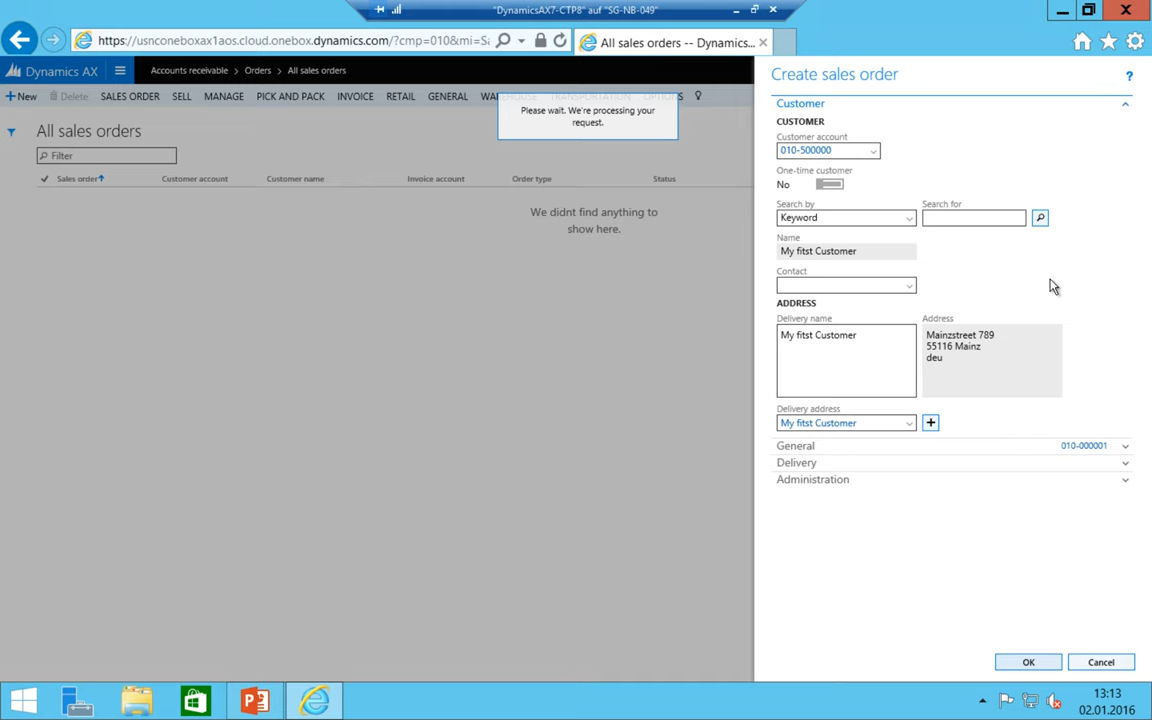 "DynamicsAX7-CTP8" auf "SG-NB-049"
https://usnconeboxax1aos.cloud.onebox.dynamics.com/?cmp=010&mi=Sa
All sales orders -- Dynamics...
Dynamics AX
Accounts receivable › Orders › All sales orders
New
Delete
SALES ORDER
SELL
MANAGE
PICK AND PACK
INVOICE
RETAIL
GENERAL
WAREHOUSE
TRANSPORTATION
OPTIONS
Please wait. We're processing your
request.
All sales orders
Filter
Sales order
Customer account
Customer name
Invoice account
Order type
Status
We didnt find anything to
show here.
Create sales order
?
Customer
CUSTOMER
Customer account
010-500000
One-time customer
No
Search by
Search for
Keyword
Name
My fitst Customer
Contact
ADDRESS
Delivery name
Address
My fitst Customer
Mainzstreet 789
55116 Mainz
deu
Delivery address
My fitst Customer
General
010-000001
Delivery
Administration
OK
Cancel
13:13
02.01.2016